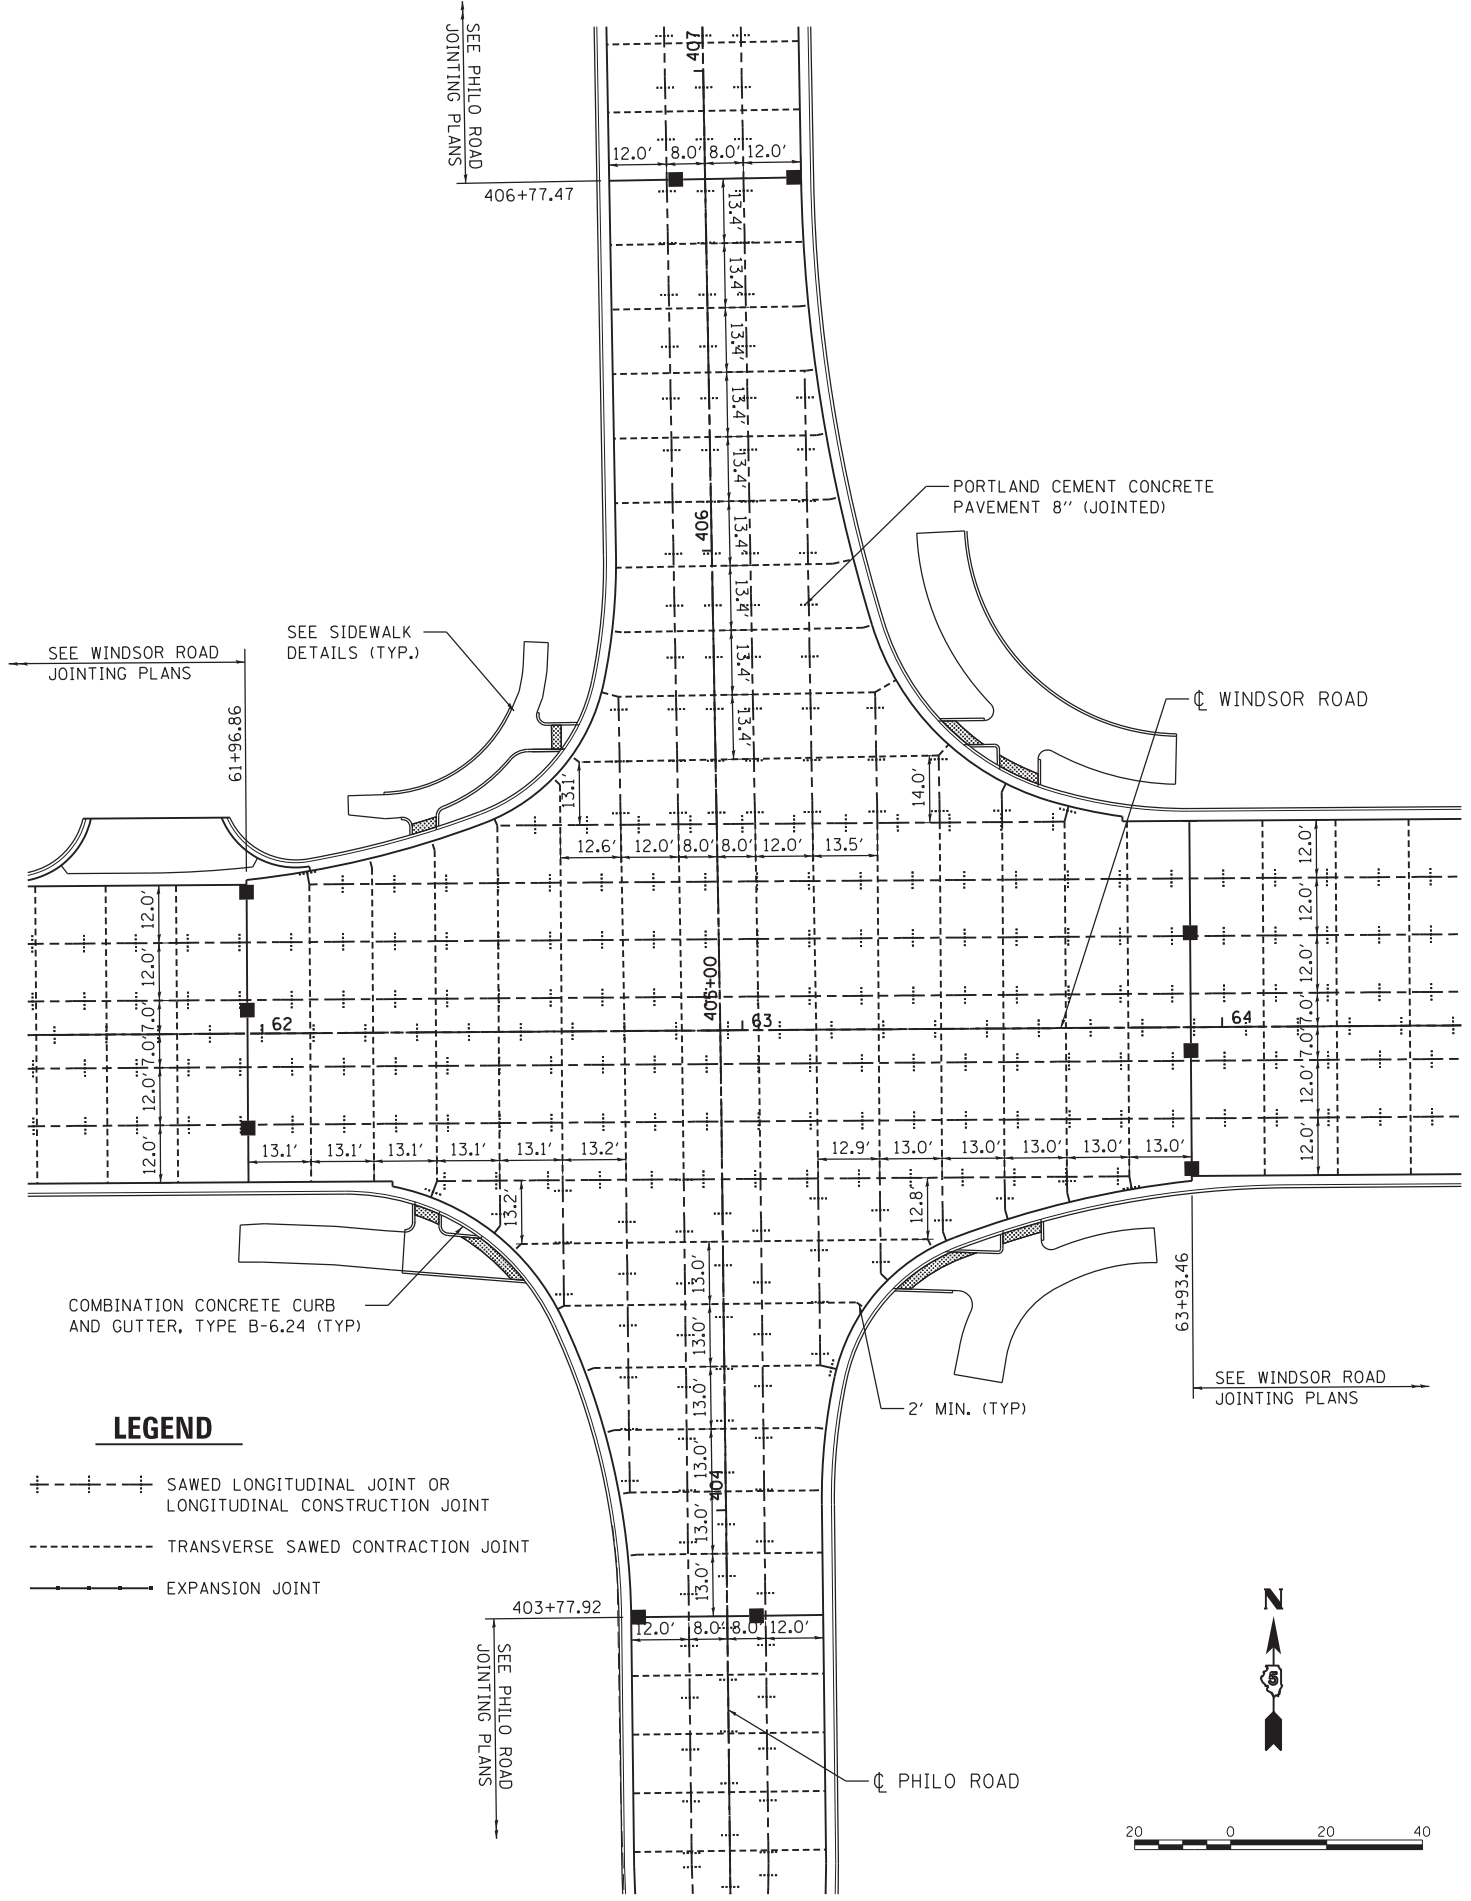 SEE PHILO ROAD
JOINTING PLANS
407
12.0' 8.0' 8.0' 12.0'
406+77.47
13.4'
13.4'
13.4'
13.4'
13.4'
406
13.4'
13.4'
13.4'
13.4'
PORTLAND CEMENT CONCRETE
PAVEMENT 8'' (JOINTED)
SEE SIDEWALK
DETAILS (TYP.)
SEE WINDSOR ROAD
JOINTING PLANS
61+96.86
℄ WINDSOR ROAD
13.1'
14.0'
12.6' 12.0' 8.0' 8.0' 12.0' 13.5'
12.0'
12.0'
7.0'
7.0'
12.0'
12.0'
12.0'
12.0'
12.0'
7.0'
7.0'
12.0'
12.0'
405+00
62
63
64
13.1' 13.1' 13.1' 13.1' 13.1' 13.2'
12.9' 13.0' 13.0' 13.0' 13.0' 13.0'
13.2'
12.8'
13.0'
13.0'
13.0'
13.0'
404
13.0'
13.0'
63+93.46
COMBINATION CONCRETE CURB
AND GUTTER, TYPE B-6.24 (TYP)
SEE WINDSOR ROAD
JOINTING PLANS
2' MIN. (TYP)
LEGEND
SAWED LONGITUDINAL JOINT OR
LONGITUDINAL CONSTRUCTION JOINT
TRANSVERSE SAWED CONTRACTION JOINT
EXPANSION JOINT
403+77.92
12.0' 8.0' 8.0' 12.0'
SEE PHILO ROAD
JOINTING PLANS
℄ PHILO ROAD
N
5
20 0 20 40